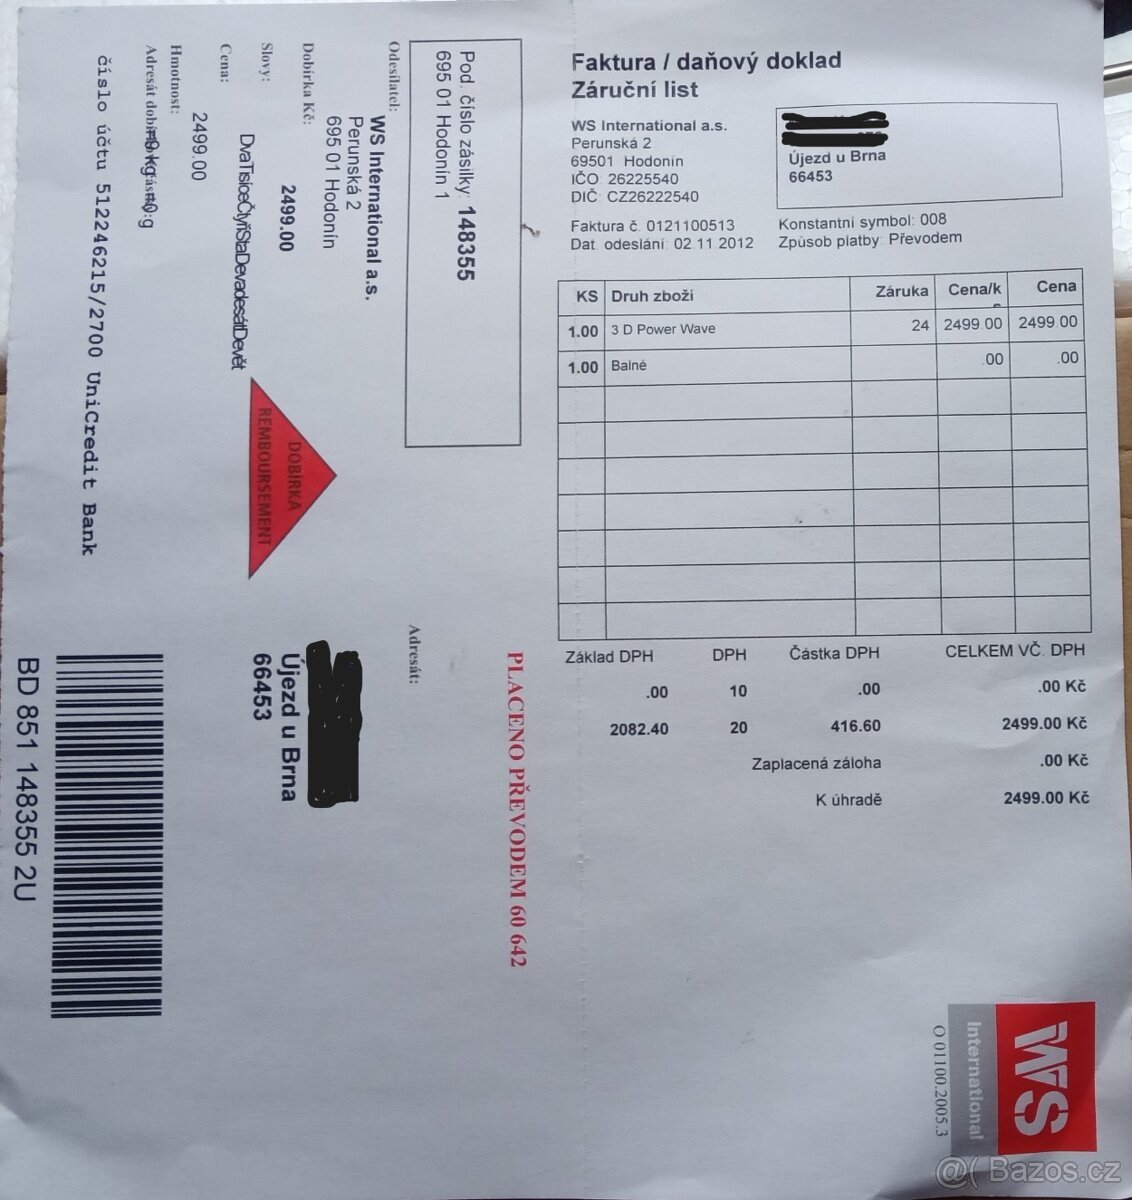 Faktura / daňový doklad
Záruční list
WS International a.s.
Perunská 2
69501 Hodonín
IČO 26225540
DIČ CZ26222540
Újezd u Brna
66453
Faktura č. 0121100513
Dat. odeslání: 02.11.2012
Konstantní symbol: 008
Způsob platby: Převodem
KS Druh zboží Záruka Cena/k Cena
1.00 3 D Power Wave 24 2499.00 2499.00
1.00 Balné .00 .00
Základ DPH DPH Částka DPH CELKEM VČ. DPH
.00 10 .00 .00 Kč
2082.40 20 416.60 2499.00 Kč
Zaplacená záloha .00 Kč
K úhradě 2499.00 Kč
Pod. číslo zásilky: 148355
695 01 Hodonín 1
Odesílatel:
WS International a.s.
Perunská 2
695 01 Hodonín
Dobírka Kč: 2499.00
Slovy: DvaTisíceČtyřiStaDevadesátDevět
Cena: 2499.00
Hmotnost:
číslo účtu 512246215/2700 UniCredit Bank
DOBÍRKA
REMBOURSEMENT
PLACENO PŘEVODEM 60 642
Adresát:
Újezd u Brna
66453
BD 851 148355 2U
WS
International
O 01100.2005.3
@( Bazos.cz